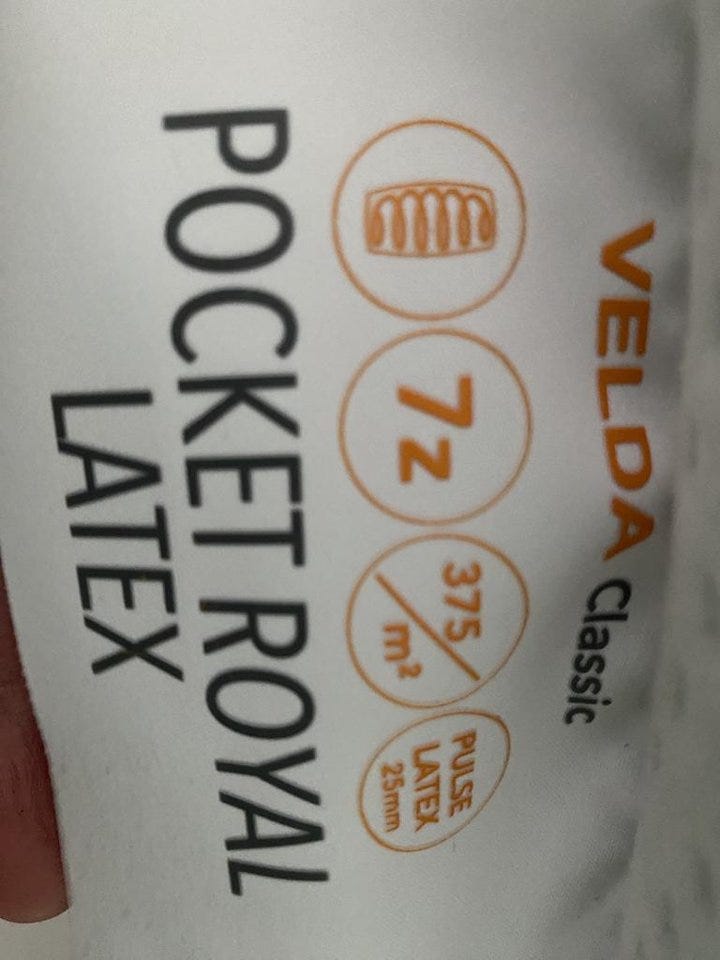 VELDA Classic
7z
375/m²
PULSE
LATEX
25mm
POCKET ROYAL
LATEX